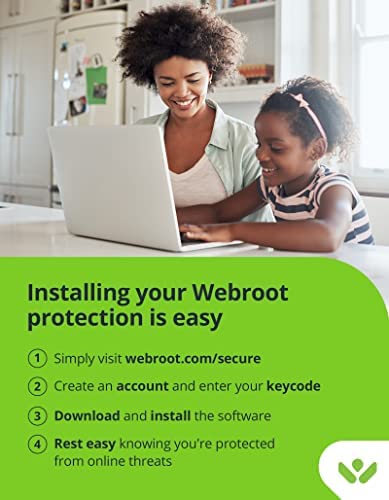 Installing your Webroot
protection is easy
1 Simply visit webroot.com/secure
2 Create an account and enter your keycode
3 Download and install the software
4 Rest easy knowing you're protected
from online threats